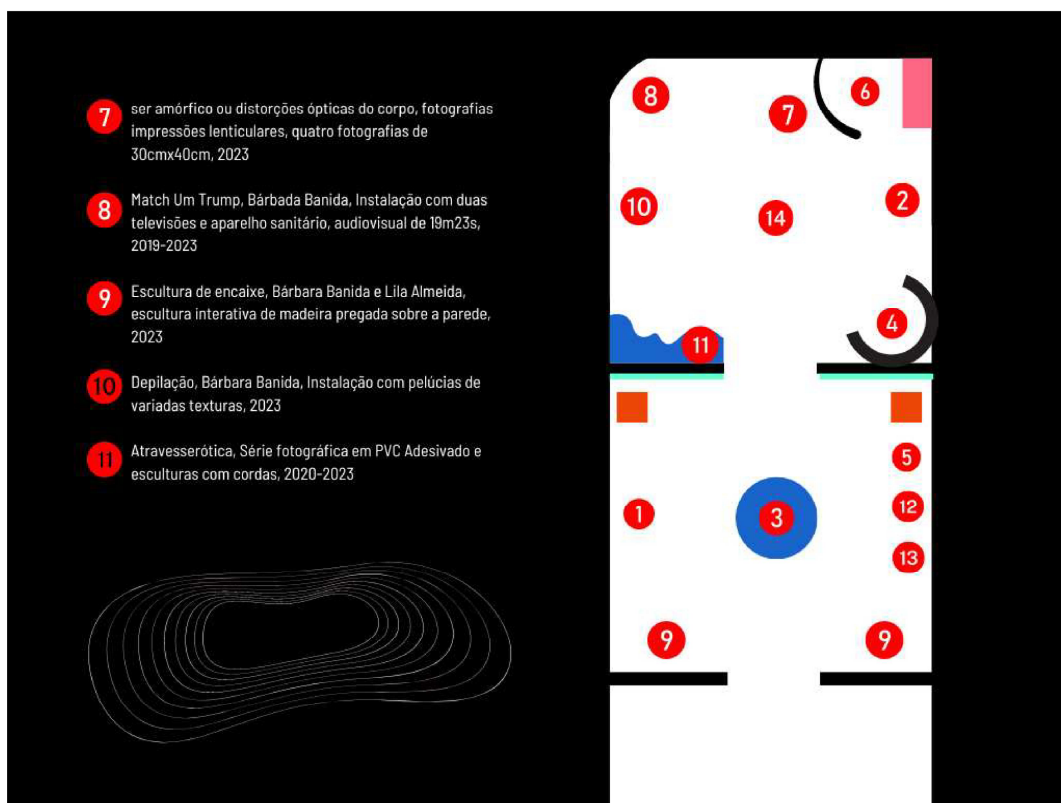 7
ser amórfico ou distorções ópticas do corpo, fotografias
impressões lenticulares, quatro fotografias de
30cmx40cm, 2023
8
Match Um Trump, Bárbada Banida, Instalação com duas
televisões e aparelho sanitário, audiovisual de 19m23s,
2019-2023
9
Escultura de encaixe, Bárbara Banida e Lila Almeida,
escultura interativa de madeira pregada sobre a parede,
2023
10
Depilação, Bárbara Banida, Instalação com pelúcias de
variadas texturas, 2023
11
Atravesserótica, Série fotográfica em PVC Adesivado e
esculturas com cordas, 2020-2023
8
7
6
10
14
2
11
4
5
1
3
12
13
9
9